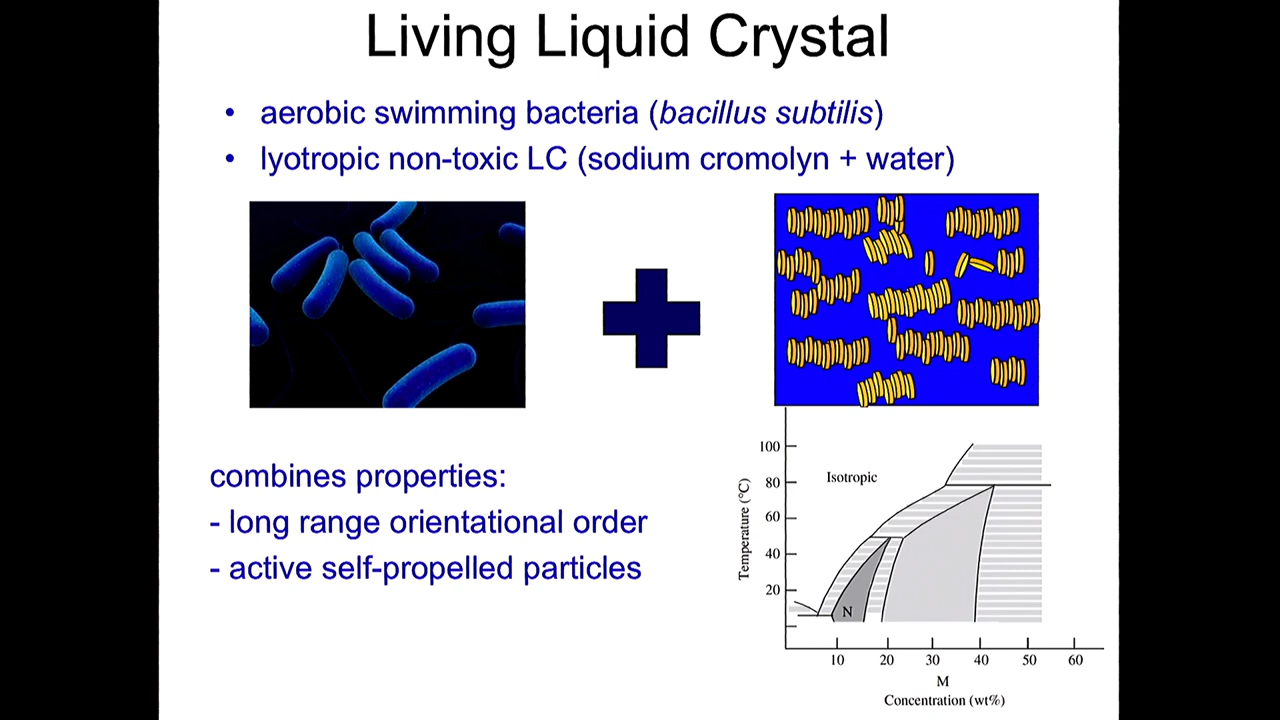 Living Liquid Crystal
• aerobic swimming bacteria (bacillus subtilis)
• lyotropic non-toxic LC (sodium cromolyn + water)
combines properties:
- long range orientational order
- active self-propelled particles
Temperature (°C)
100
80
60
40
20
Isotropic
N
10 20 30 40 50 60
M
Concentration (wt%)